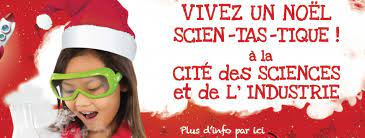 VIVEZ UN NOËL
SCIEN-TAS-TIQUE !
à la
CITÉ des SCIENCES
et de L'INDUSTRIE
Plus d'info par ici